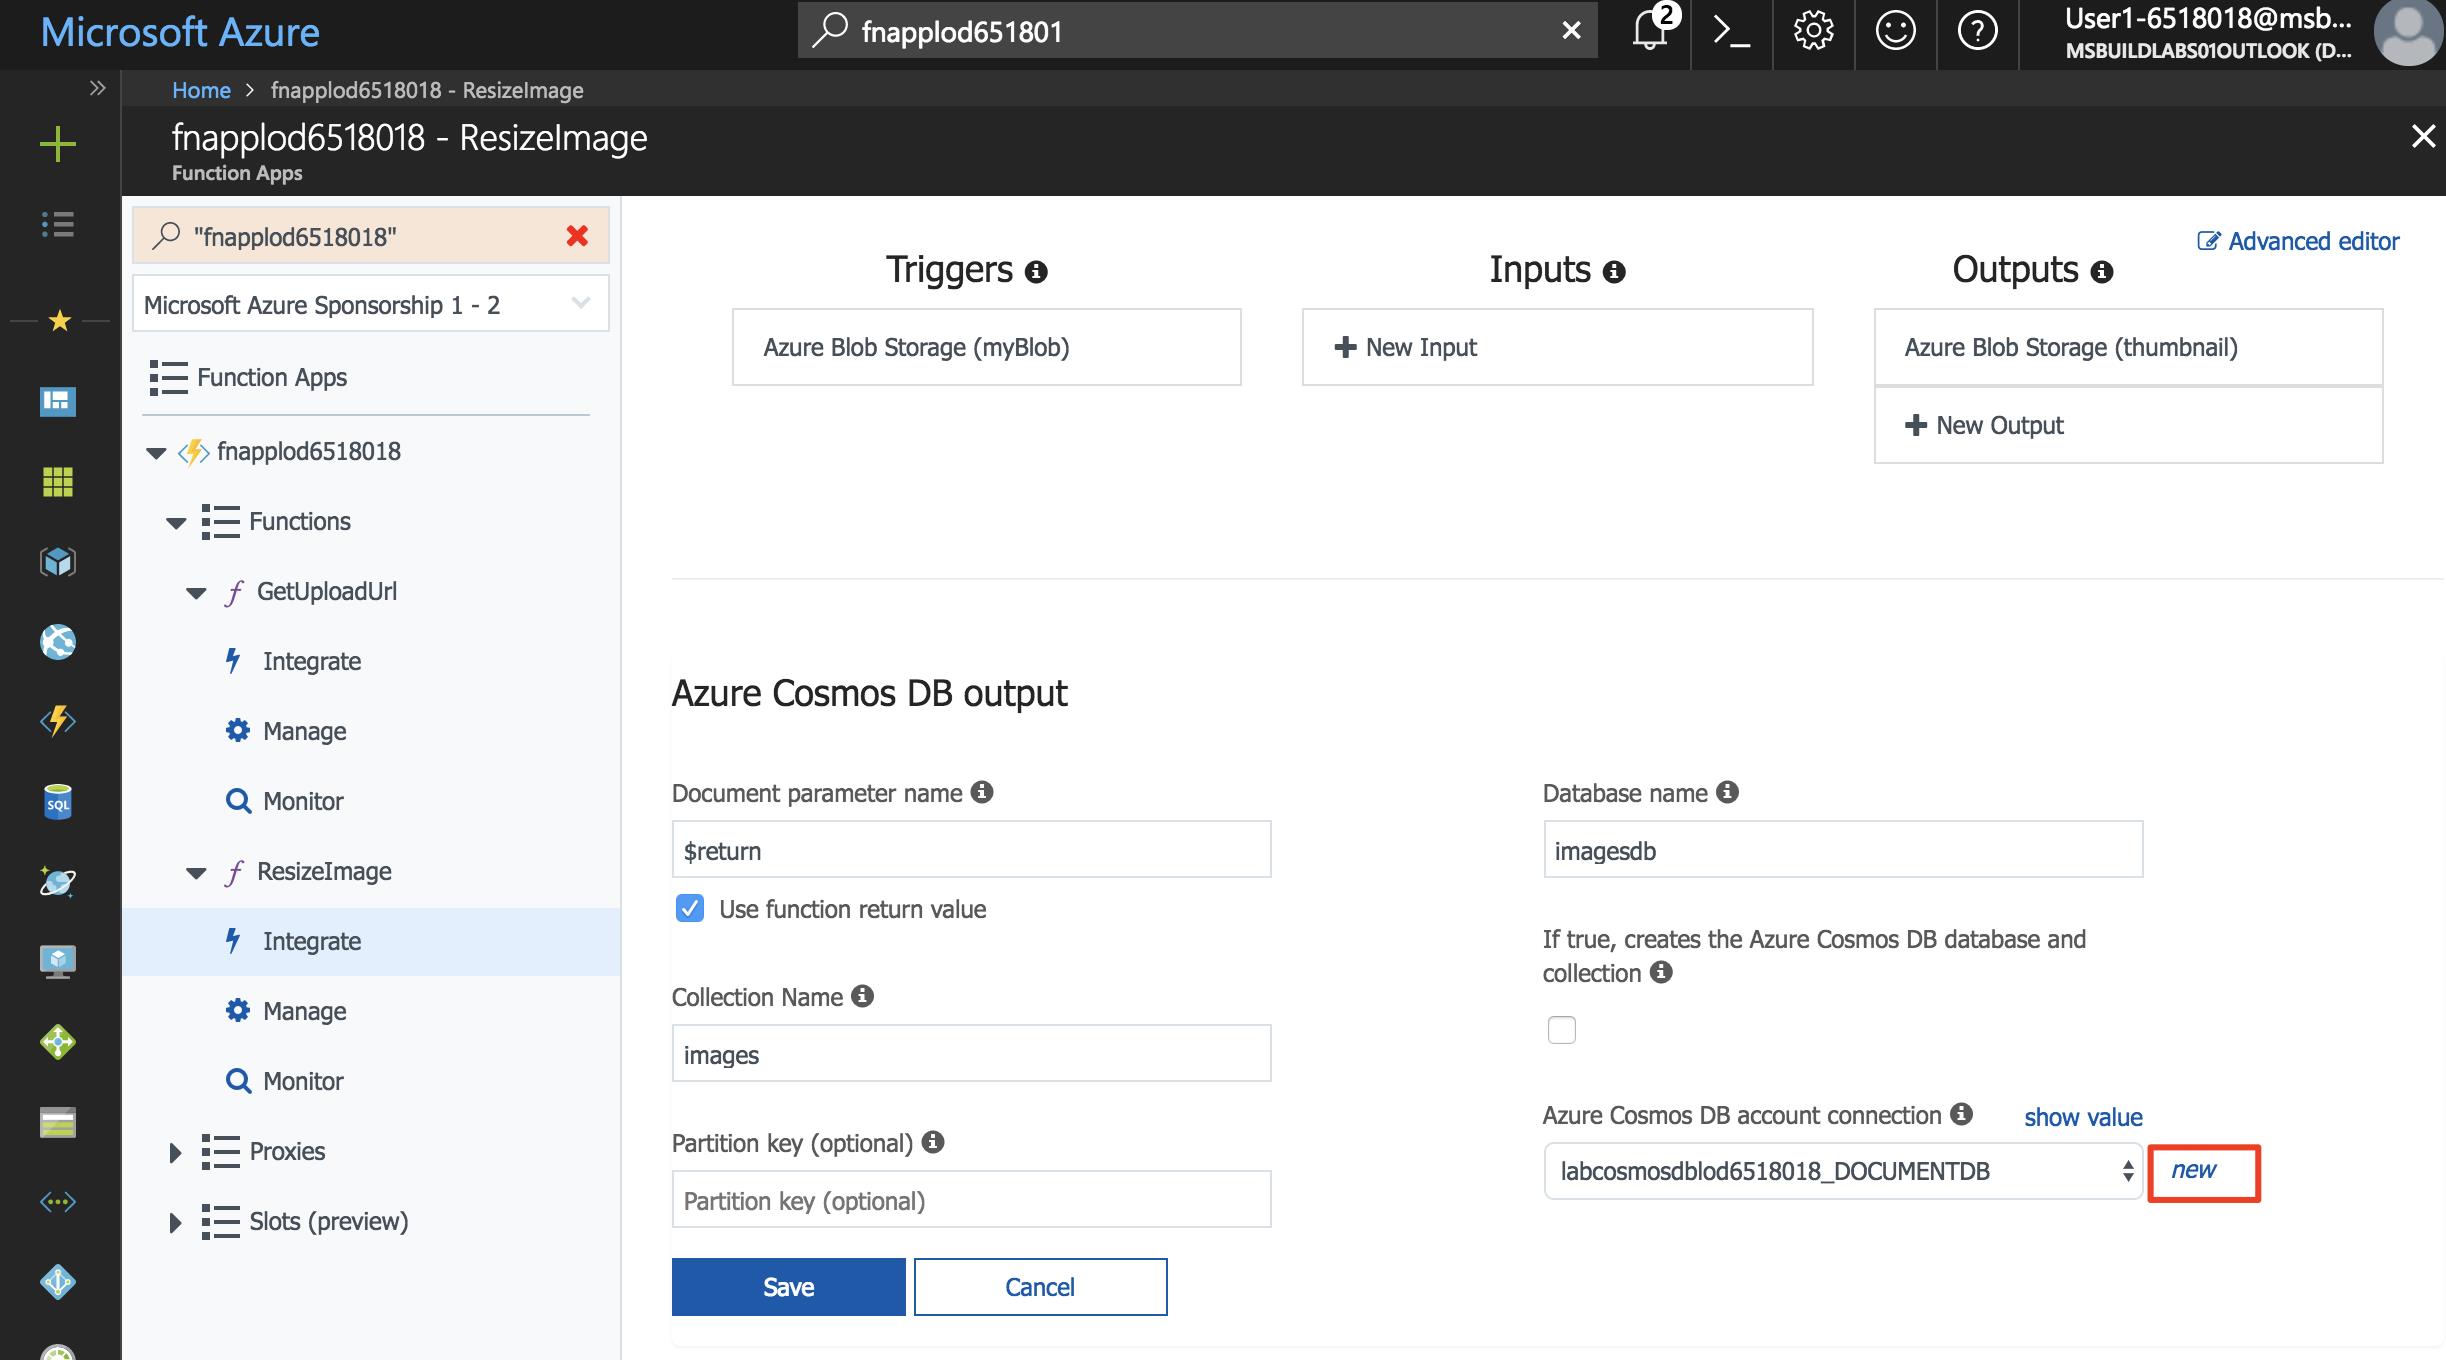 Microsoft Azure
fnapplod651801
2
User1-6518018@msb...
MSBUILDLABS01OUTLOOK (D...
Home > fnapplod6518018 - ResizeImage
fnapplod6518018 - ResizeImage
Function Apps
"fnapplod6518018"
Microsoft Azure Sponsorship 1 - 2
Function Apps
fnapplod6518018
Functions
GetUploadUrl
Integrate
Manage
Monitor
ResizeImage
Integrate
Manage
Monitor
Proxies
Slots (preview)
SQL
Advanced editor
Triggers
Azure Blob Storage (myBlob)
Inputs
New Input
Outputs
Azure Blob Storage (thumbnail)
New Output
Azure Cosmos DB output
Document parameter name
$return
Use function return value
Collection Name
images
Partition key (optional)
Partition key (optional)
Save
Cancel
Database name
imagesdb
If true, creates the Azure Cosmos DB database and
collection
Azure Cosmos DB account connection
show value
labcosmosdblod6518018_DOCUMENTDB
new